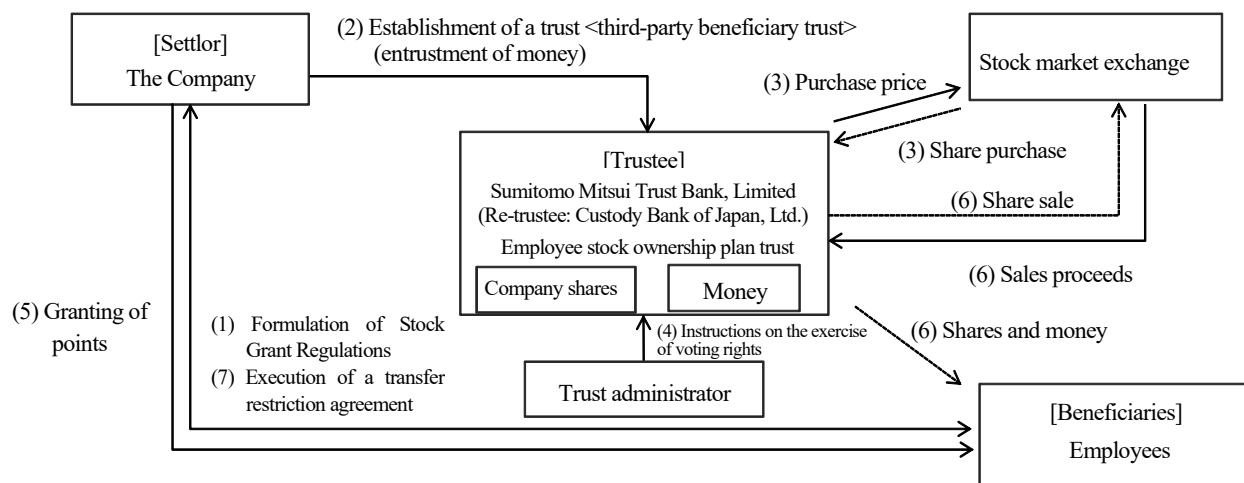 [Settlor]
The Company
(2) Establishment of a trust <third-party beneficiary trust>
(entrustment of money)
Stock market exchange
(3) Purchase price
(3) Share purchase
[Trustee]
Sumitomo Mitsui Trust Bank, Limited
(Re-trustee: Custody Bank of Japan, Ltd.)
Employee stock ownership plan trust
Company shares
Money
(6) Share sale
(6) Sales proceeds
(5) Granting of
points
(1) Formulation of Stock
Grant Regulations
(7) Execution of a transfer
restriction agreement
(4) Instructions on the exercise
of voting rights
Trust administrator
(6) Shares and money
[Beneficiaries]
Employees